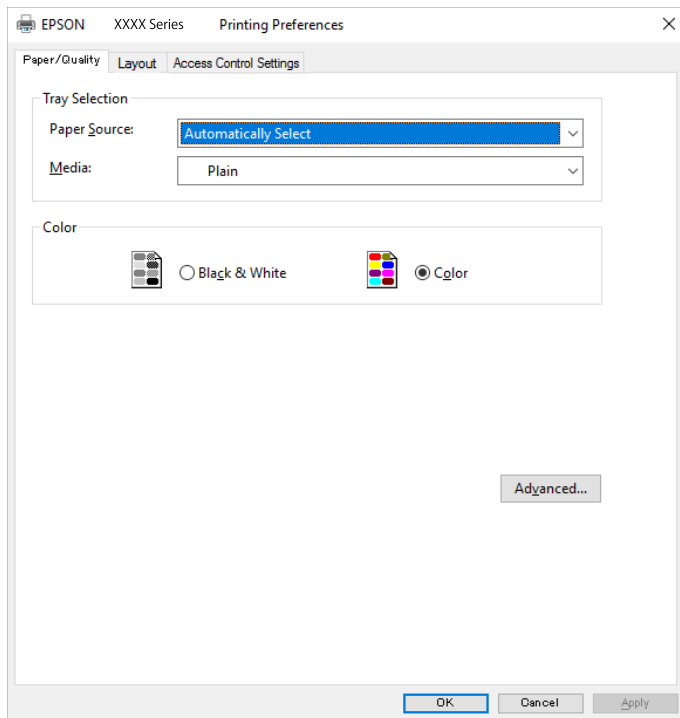 EPSON XXXX Series Printing Preferences
Paper/Quality Layout Access Control Settings
Tray Selection
Paper Source: Automatically Select
Media: Plain
Color
Black & White Color
Advanced...
OK Cancel Apply